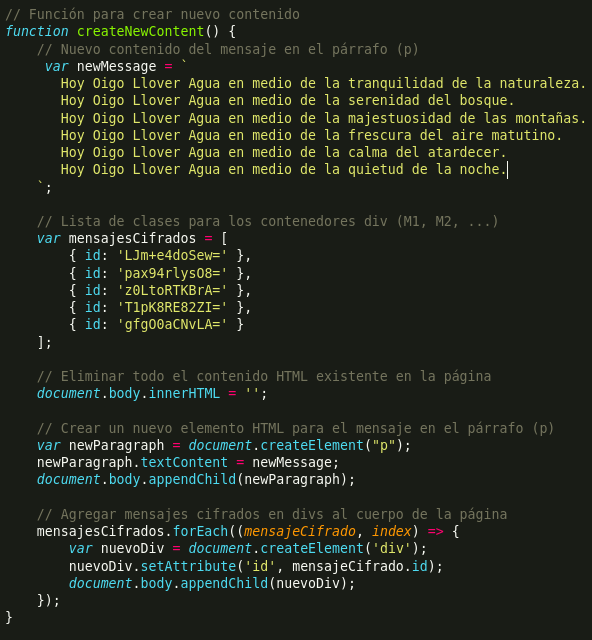 // Función para crear nuevo contenido
function createNewContent() {
    // Nuevo contenido del mensaje en el párrafo (p)
     var newMessage = `
       Hoy Oigo Llover Agua en medio de la tranquilidad de la naturaleza.
       Hoy Oigo Llover Agua en medio de la serenidad del bosque.
       Hoy Oigo Llover Agua en medio de la majestuosidad de las montañas.
       Hoy Oigo Llover Agua en medio de la frescura del aire matutino.
       Hoy Oigo Llover Agua en medio de la calma del atardecer.
       Hoy Oigo Llover Agua en medio de la quietud de la noche.
    `;

    // Lista de clases para los contenedores div (M1, M2, ...)
    var mensajesCifrados = [
        { id: 'LJm+e4doSew=' },
        { id: 'pax94rlysO8=' },
        { id: 'z0LtoRTKBrA=' },
        { id: 'T1pK8RE82ZI=' },
        { id: 'gfgO0aCNvLA=' }
    ];

    // Eliminar todo el contenido HTML existente en la página
    document.body.innerHTML = '';

    // Crear un nuevo elemento HTML para el mensaje en el párrafo (p)
    var newParagraph = document.createElement("p");
    newParagraph.textContent = newMessage;
    document.body.appendChild(newParagraph);

    // Agregar mensajes cifrados en divs al cuerpo de la página
    mensajesCifrados.forEach((mensajeCifrado, index) => {
        var nuevoDiv = document.createElement('div');
        nuevoDiv.setAttribute('id', mensajeCifrado.id);
        document.body.appendChild(nuevoDiv);
    });
}